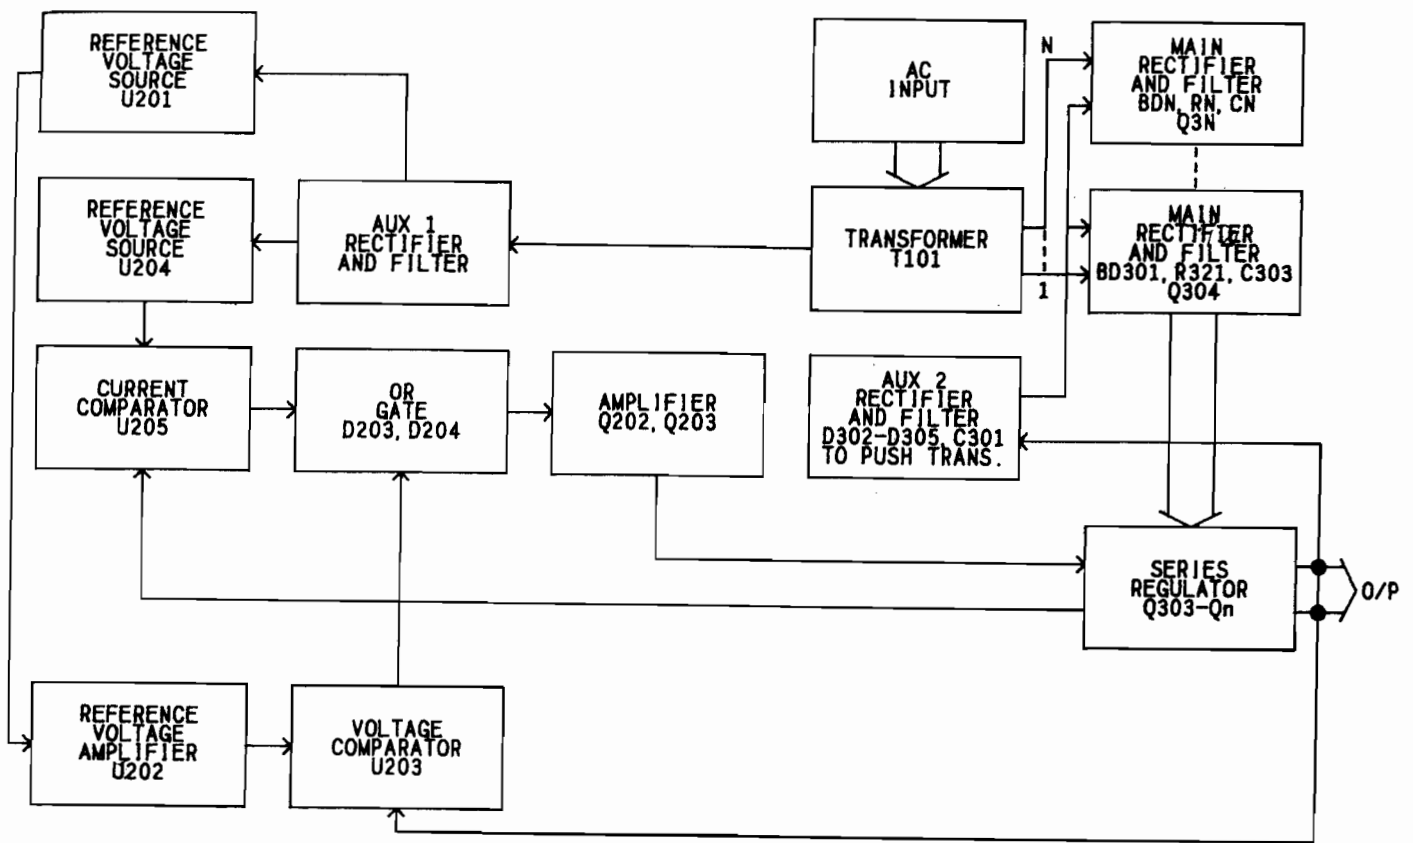 REFERENCE
VOLTAGE
SOURCE
U201
AC
INPUT
N
MAIN
RECTIFIER
AND FILTER
BDN, RN, CN
Q3N
REFERENCE
VOLTAGE
SOURCE
U204
AUX 1
RECTIFIER
AND FILTER
TRANSFORMER
T101
1
MAIN
RECTIFIER
AND FILTER
BD301, R321, C303
Q304
CURRENT
COMPARATOR
U205
OR
GATE
D203, D204
AMPLIFIER
Q202, Q203
AUX 2
RECTIFIER
AND FILTER
D302-D305, C301
TO PUSH TRANS.
SERIES
REGULATOR
Q303-Qn
O/P
REFERENCE
VOLTAGE
AMPLIFIER
U202
VOLTAGE
COMPARATOR
U203